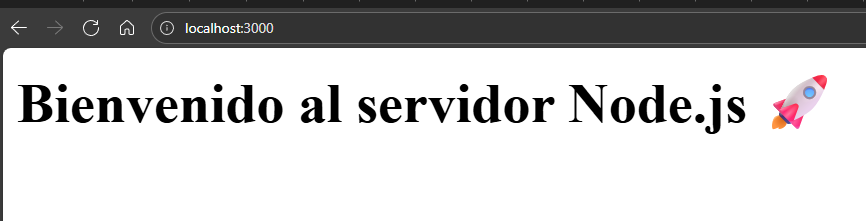 localhost:3000
Bienvenido al servidor Node.js 🚀